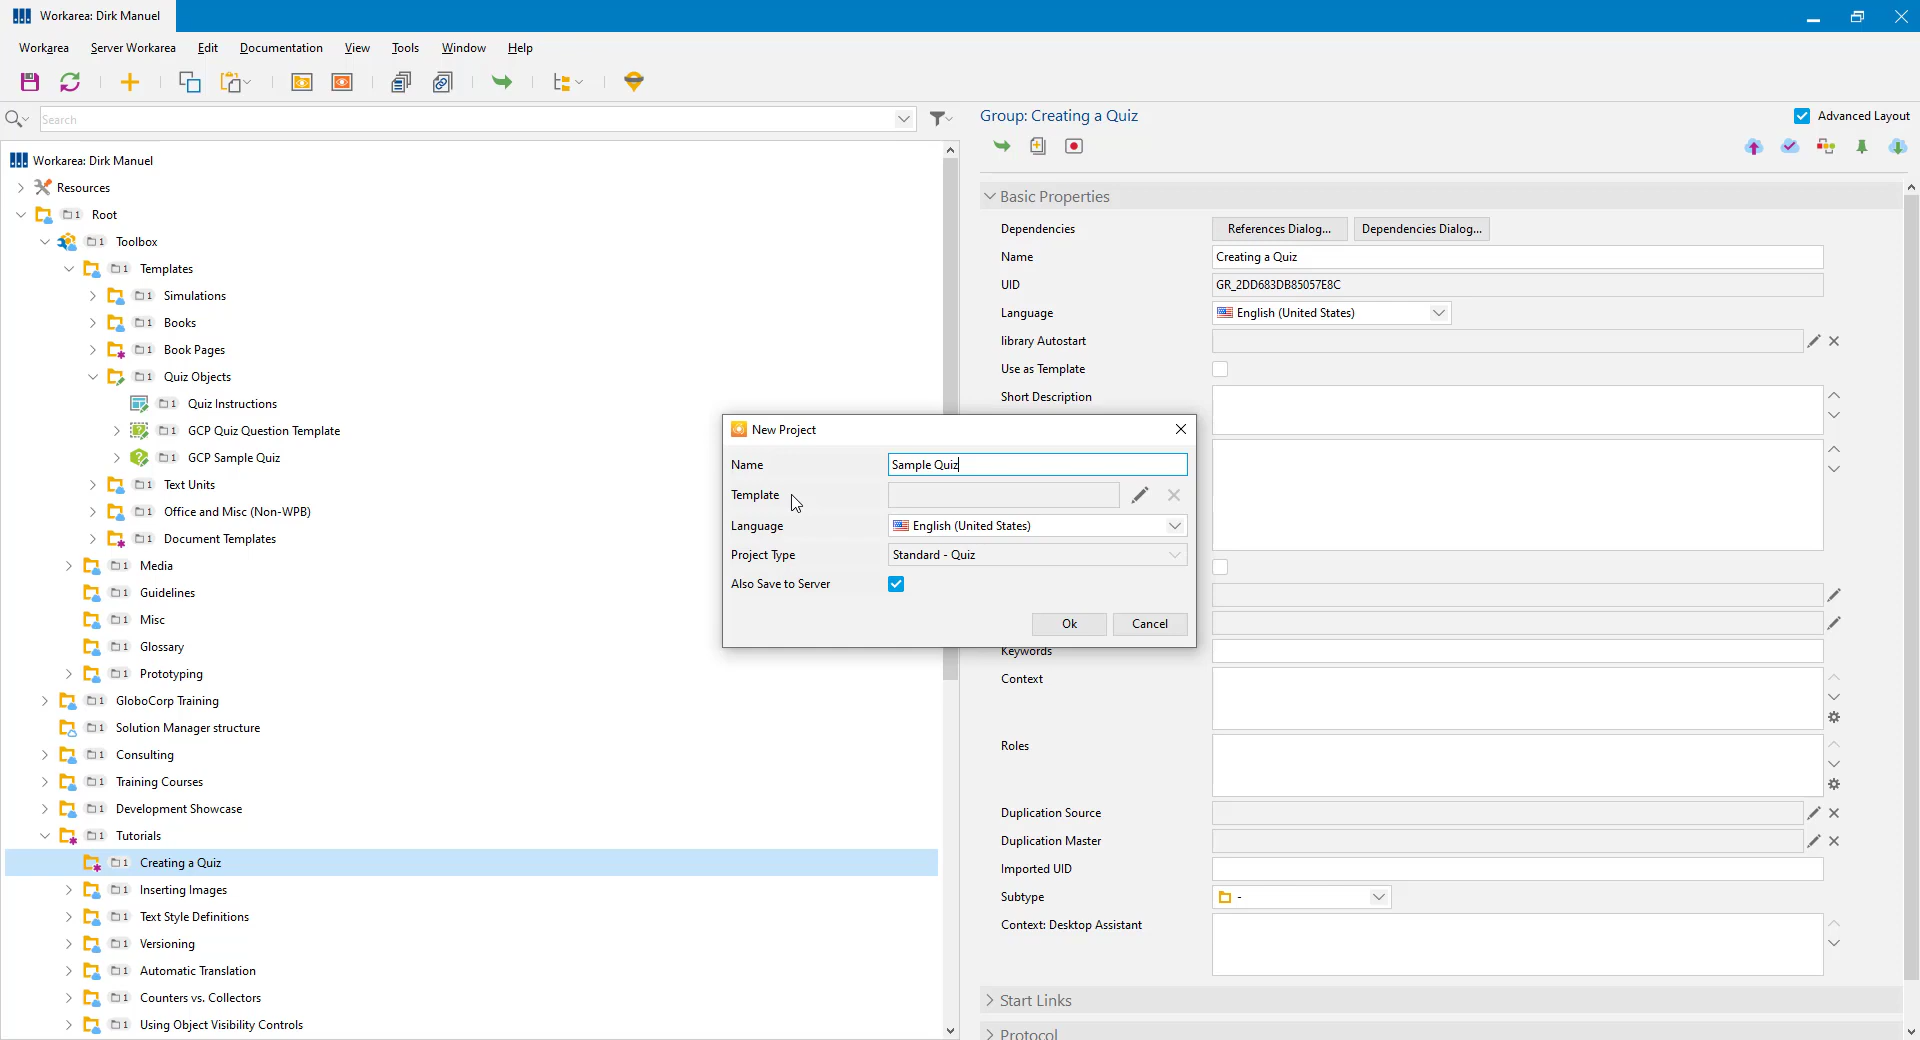 Workarea: Dirk Manuel
Workarea Server Workarea Edit Documentation View Tools Window Help
Search
Group: Creating a Quiz
Advanced Layout
Workarea: Dirk Manuel
Resources
1 Root
1 Toolbox
1 Templates
1 Simulations
1 Books
1 Book Pages
1 Quiz Objects
1 Quiz Instructions
1 GCP Quiz Question Template
1 GCP Sample Quiz
1 Text Units
1 Office and Misc (Non-WPB)
1 Document Templates
1 Media
1 Guidelines
1 Misc
1 Glossary
1 Prototyping
1 GloboCorp Training
1 Solution Manager structure
1 Consulting
1 Training Courses
1 Development Showcase
1 Tutorials
1 Creating a Quiz
1 Inserting Images
1 Text Style Definitions
1 Versioning
1 Automatic Translation
1 Counters vs. Collectors
1 Using Object Visibility Controls
Basic Properties
Dependencies References Dialog... Dependencies Dialog...
Name Creating a Quiz
UID GR_2DD683DB85057E8C
Language English (United States)
library Autostart
Use as Template
Short Description
New Project
Name Sample Quiz
Template
Language English (United States)
Project Type Standard - Quiz
Also Save to Server
Ok Cancel
Keywords
Context
Roles
Duplication Source
Duplication Master
Imported UID
Subtype -
Context: Desktop Assistant
Start Links
Protocol